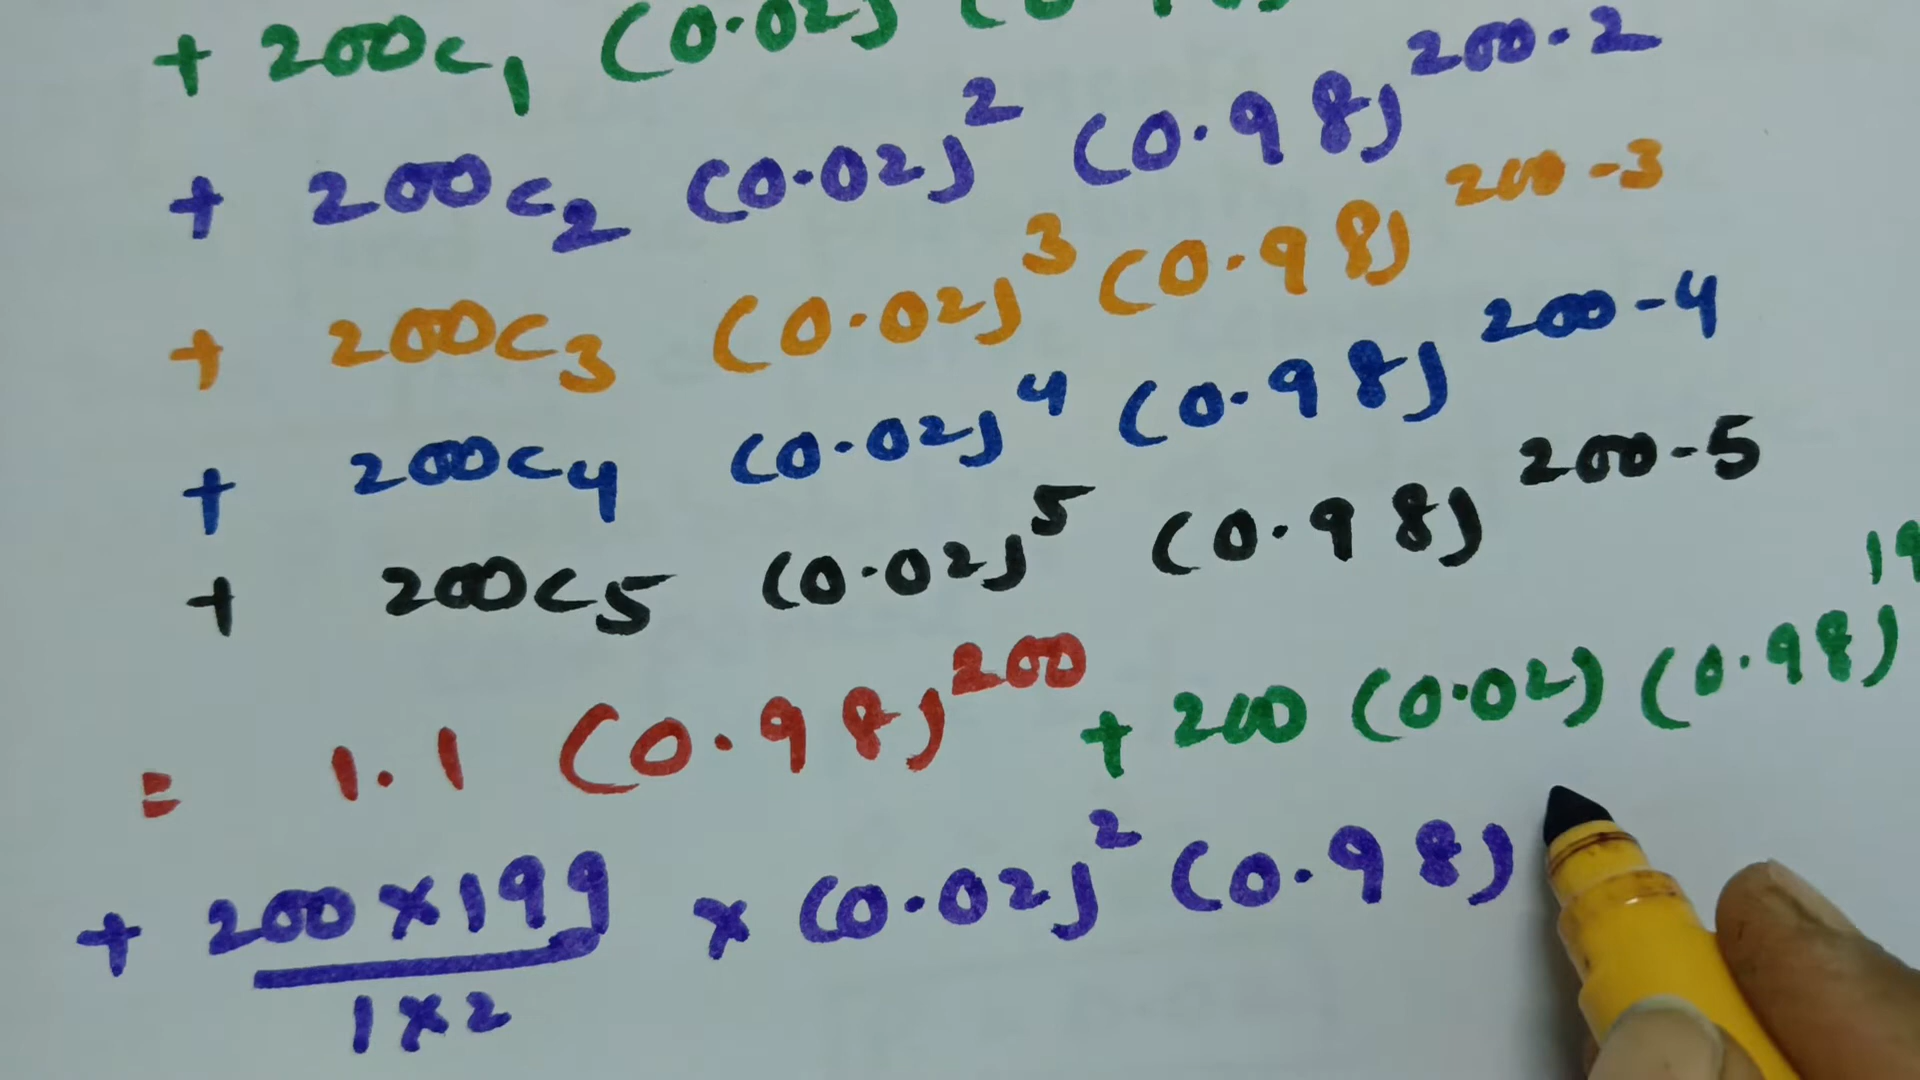 + 200C₁ (0.02)
+ 200C₂ (0.02)² (0.98)²⁰⁰⁻²
+ 200C₃ (0.02)³ (0.98)²⁰⁰⁻³
+ 200C₄ (0.02)⁴ (0.98)²⁰⁰⁻⁴
+ 200C₅ (0.02)⁵ (0.98)²⁰⁰⁻⁵
= 1.1 (0.98)²⁰⁰ + 200 (0.02) (0.98)¹⁹
+ 200×199 × (0.02)² (0.98)
1×2